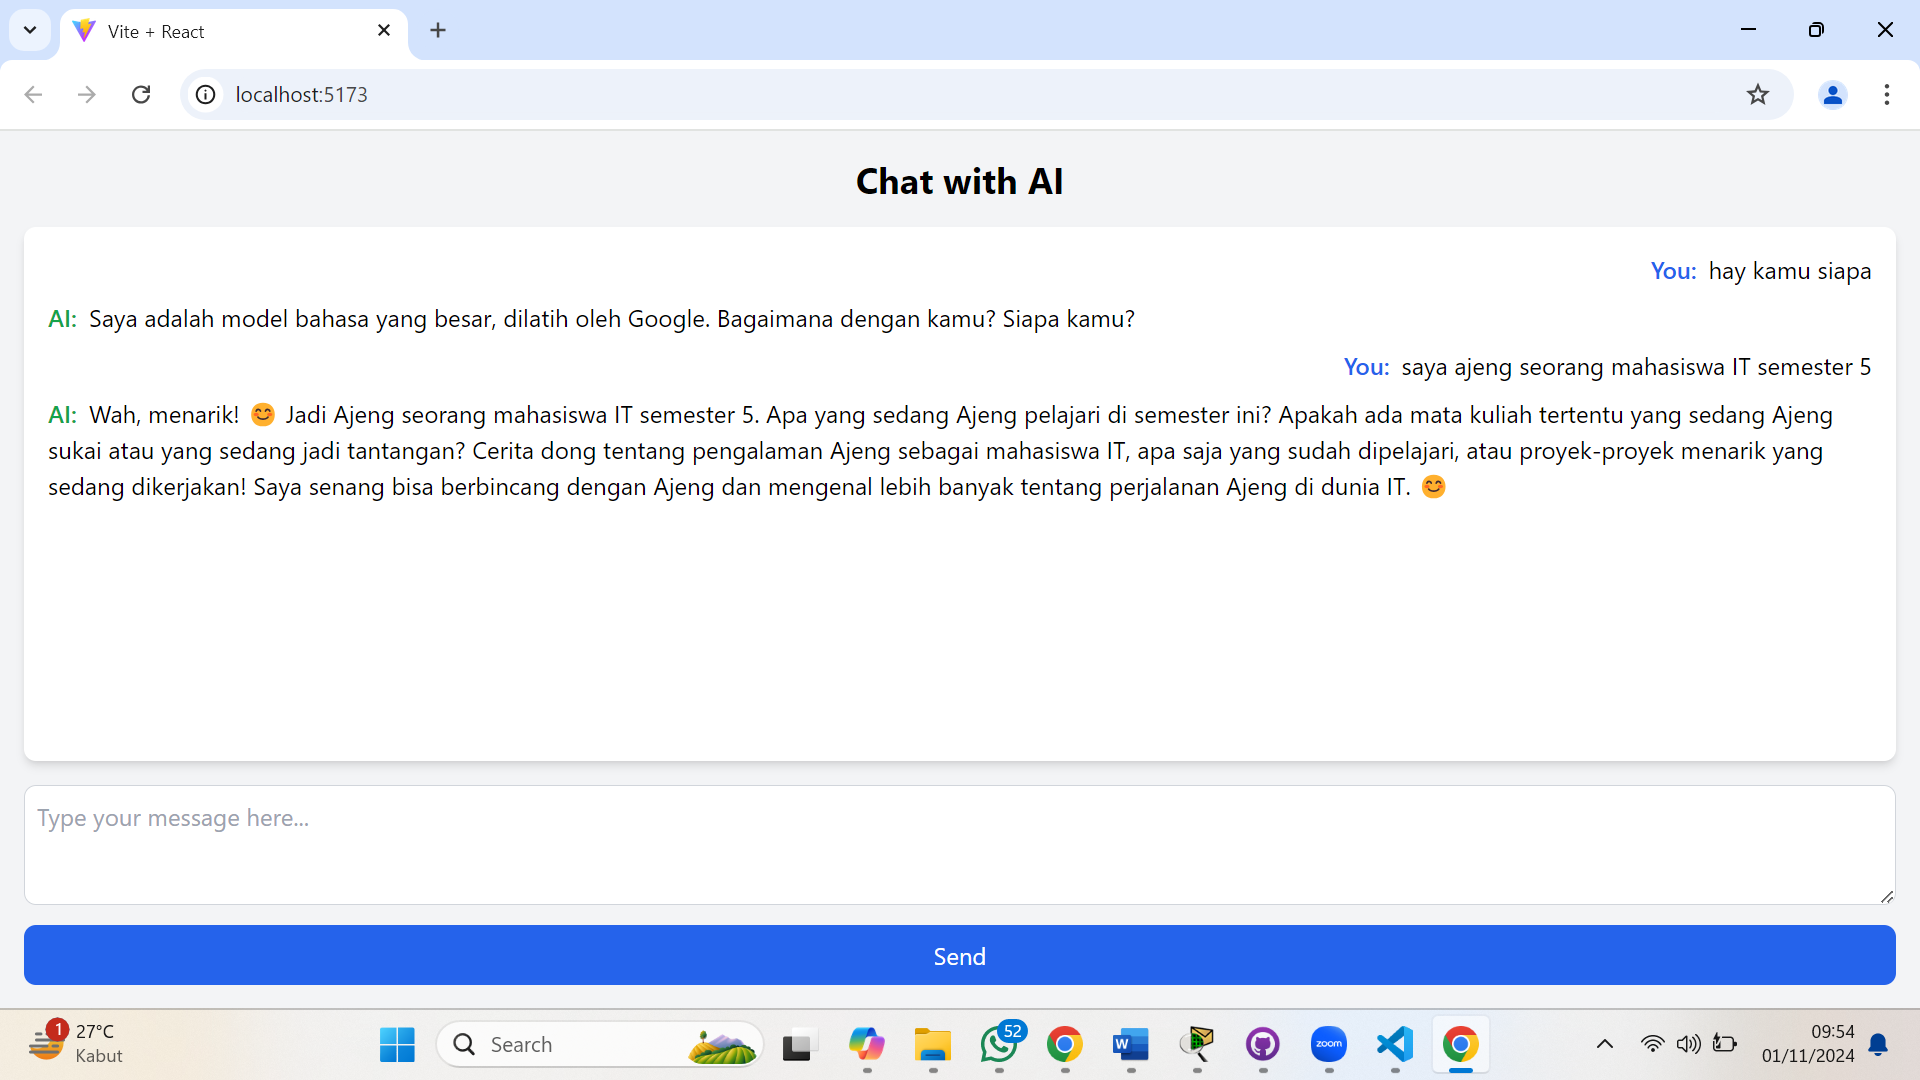 Vite + React
localhost:5173
Chat with AI
You: hay kamu siapa
AI: Saya adalah model bahasa yang besar, dilatih oleh Google. Bagaimana dengan kamu? Siapa kamu?
You: saya ajeng seorang mahasiswa IT semester 5
AI: Wah, menarik! 😊 Jadi Ajeng seorang mahasiswa IT semester 5. Apa yang sedang Ajeng pelajari di semester ini? Apakah ada mata kuliah tertentu yang sedang Ajeng
sukai atau yang sedang jadi tantangan? Cerita dong tentang pengalaman Ajeng sebagai mahasiswa IT, apa saja yang sudah dipelajari, atau proyek-proyek menarik yang
sedang dikerjakan! Saya senang bisa berbincang dengan Ajeng dan mengenal lebih banyak tentang perjalanan Ajeng di dunia IT. 😊
Type your message here...
Send
1
27°C
Kabut
Search
52
W
zoom
09:54
01/11/2024